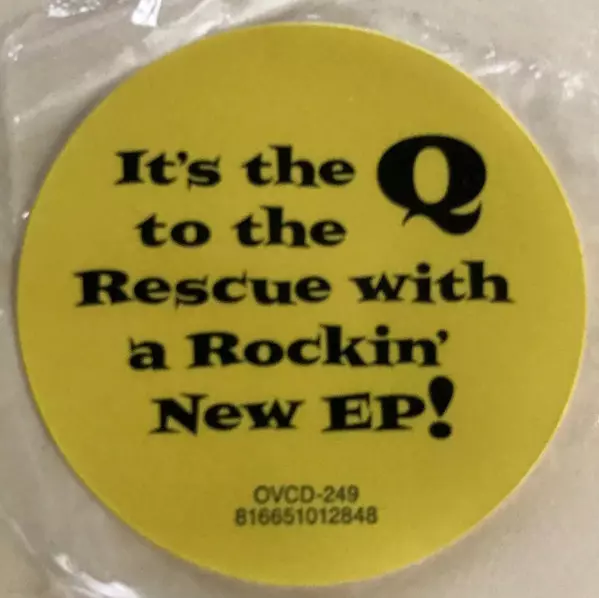 It's the Q
to the
Rescue with
a Rockin'
New EP!
OVCD-249
816651012848